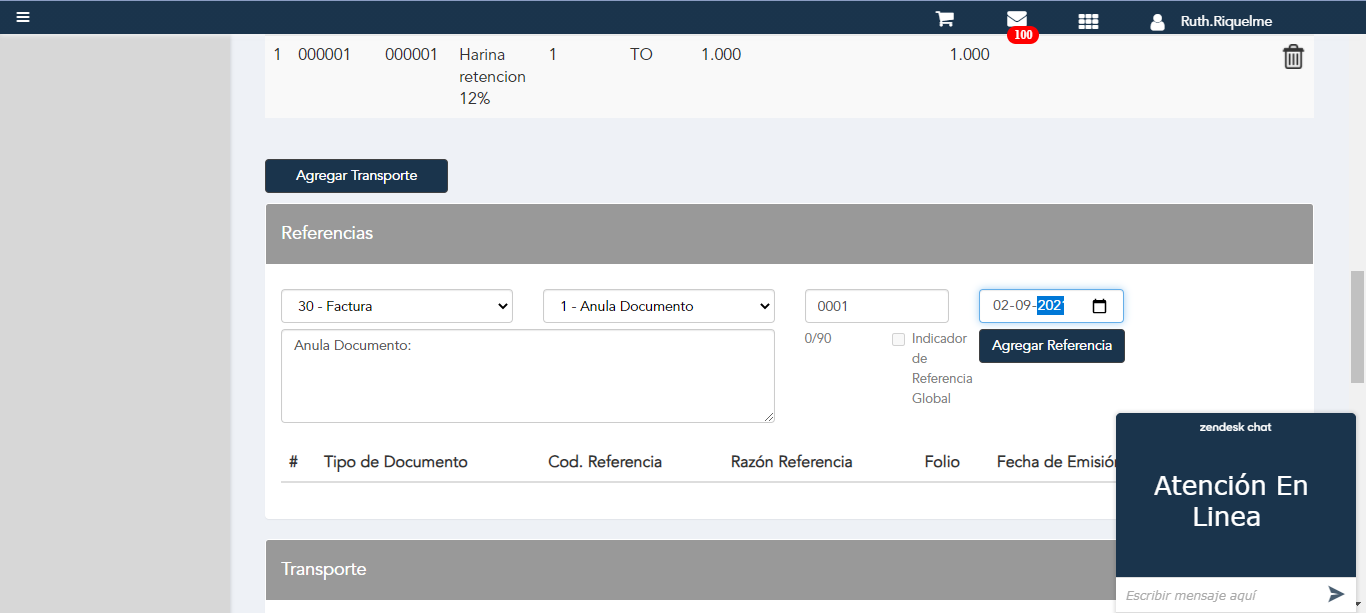 Ruth.Riquelme
100
1 000001 000001 Harina 1 TO 1.000 1.000
retencion
12%
Agregar Transporte
Referencias
30 - Factura 1 - Anula Documento 0001 02-09-2021
Anula Documento:
0/90 Indicador
de
Referencia
Global
Agregar Referencia
# Tipo de Documento Cod. Referencia Razón Referencia Folio Fecha de Emisión
zendesk chat
Atención En
Linea
Transporte
Escribir mensaje aquí